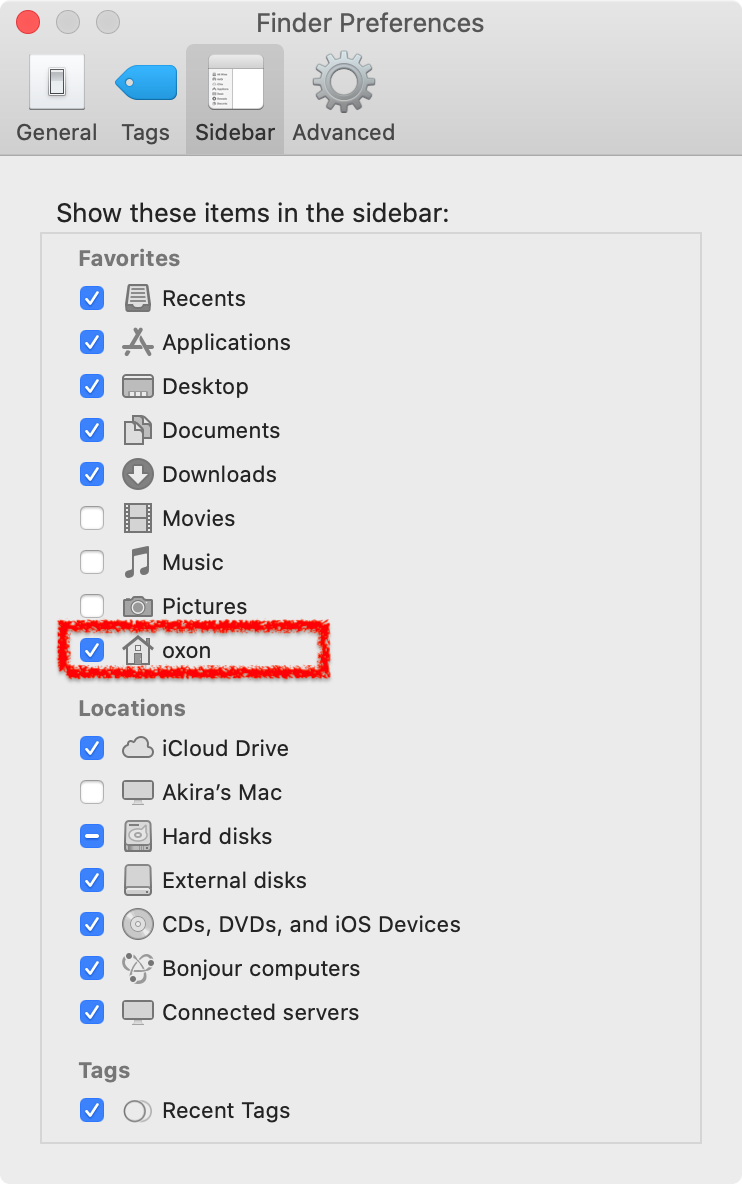 Finder Preferences
General Tags Sidebar Advanced
Show these items in the sidebar:
Favorites
Recents
Applications
Desktop
Documents
Downloads
Movies
Music
Pictures
oxon
Locations
iCloud Drive
Akira’s Mac
Hard disks
External disks
CDs, DVDs, and iOS Devices
Bonjour computers
Connected servers
Tags
Recent Tags